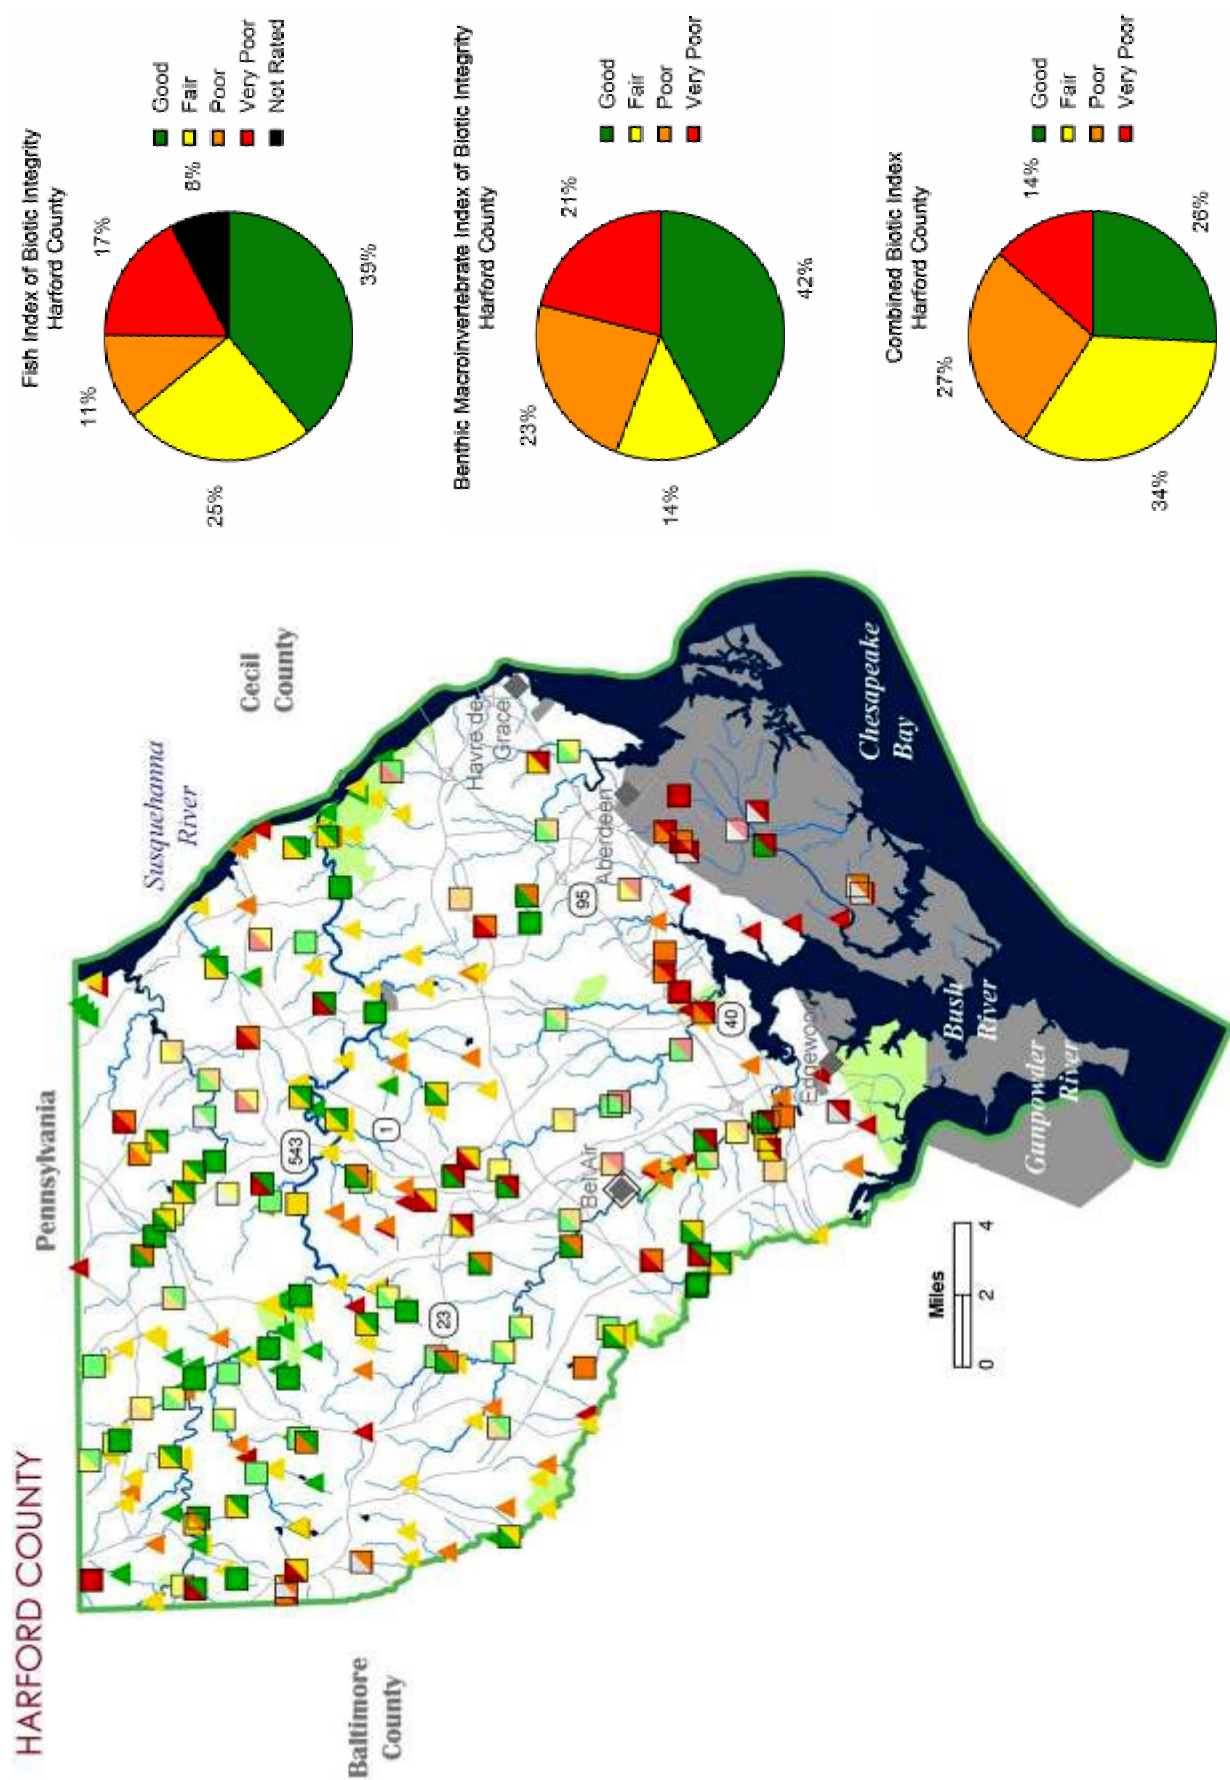 HARFORD COUNTY
Pennsylvania
Susquehanna
River
Cecil
County
Baltimore
County
Havre de
Grace
Aberdeen
Bel Air
Edgewood
543
1
23
95
40
Chesapeake
Bay
Bush
River
Gunpowder
River
Miles
0 2 4
Fish Index of Biotic Integrity
Harford County
17%
8%
11%
25%
39%
Good
Fair
Poor
Very Poor
Not Rated
Benthic Macroinvertebrate Index of Biotic Integrity
Harford County
21%
23%
14%
42%
Good
Fair
Poor
Very Poor
Combined Biotic Index
Harford County
14%
27%
34%
26%
Good
Fair
Poor
Very Poor